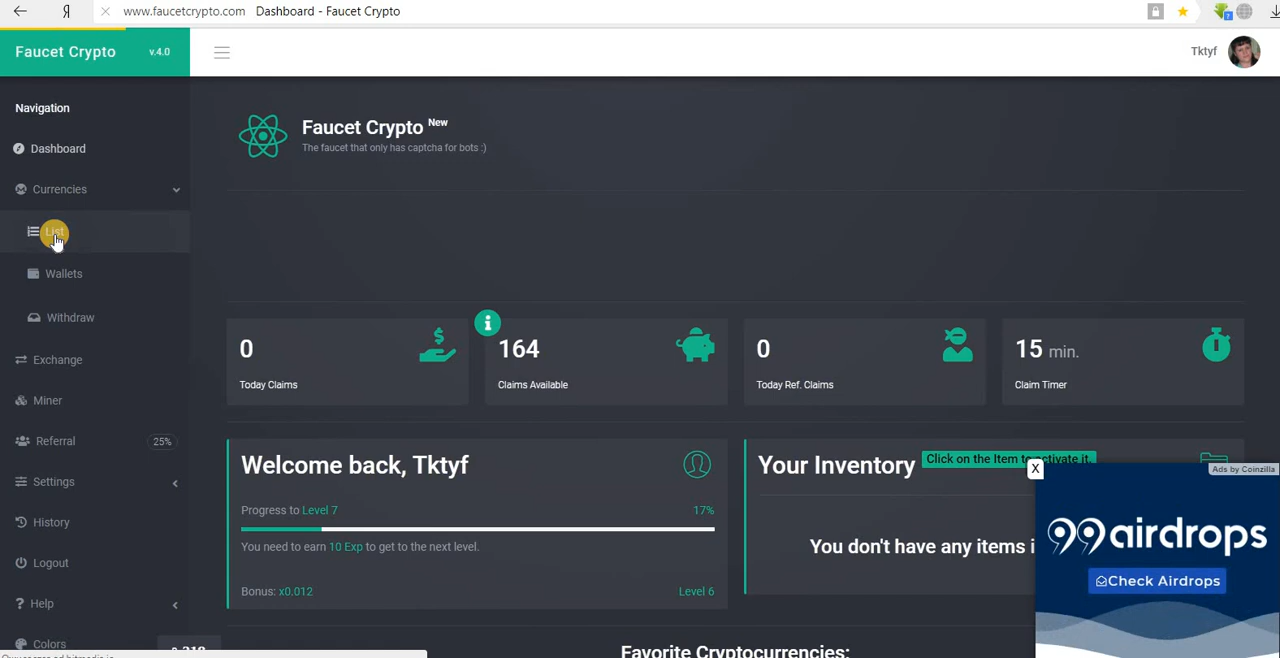 Я www.faucetcrypto.com Dashboard - Faucet Crypto
Faucet Crypto v.4.0
Tktyf
Navigation
Dashboard
Currencies
List
Wallets
Withdraw
Exchange
Miner
Referral 25%
Settings
History
Logout
? Help
Colors
Faucet Crypto New
The faucet that only has captcha for bots :)
0
Today Claims
164
Claims Available
0
Today Ref. Claims
15 min.
Claim Timer
Welcome back, Tktyf
Progress to Level 7 17%
You need to earn 10 Exp to get to the next level.
Bonus: x0.012 Level 6
Your Inventory Click on the Item to activate it.
You don't have any items i
X
Ads by Coinzilla
99airdrops
Check Airdrops
Favorite Cryptocurrencies: